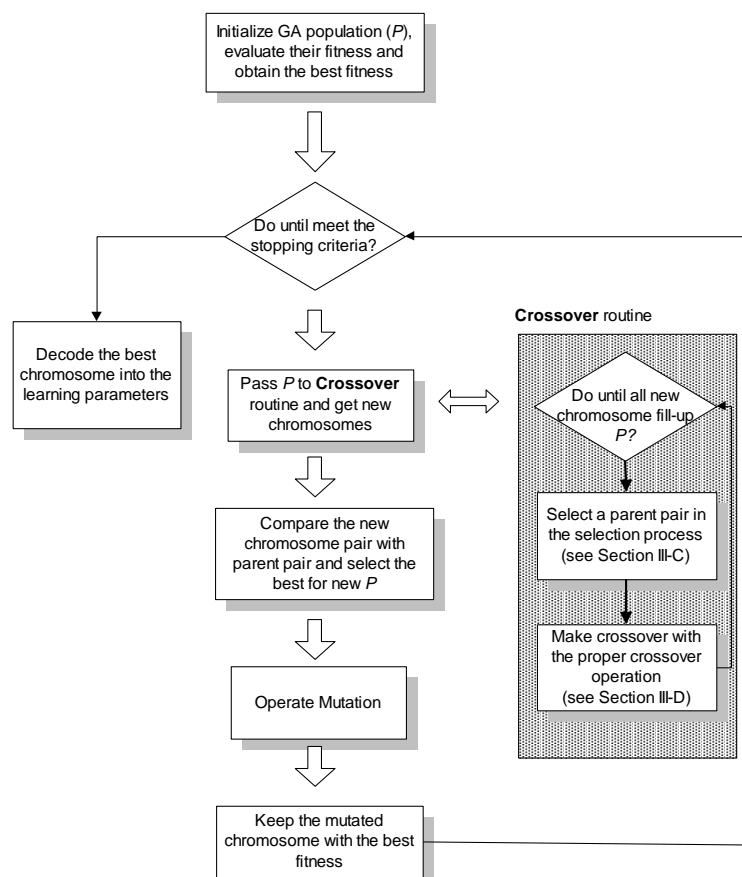 Initialize GA population (P),
evaluate their fitness and
obtain the best fitness
Do until meet the
stopping criteria?
Decode the best
chromosome into the
learning parameters
Pass P to Crossover
routine and get new
chromosomes
Compare the new
chromosome pair with
parent pair and select the
best for new P
Operate Mutation
Keep the mutated
chromosome with the best
fitness
Crossover routine
Do until all new
chromosome fill-up
P?
Select a parent pair in
the selection process
(see Section III-C)
Make crossover with
the proper crossover
operation
(see Section III-D)